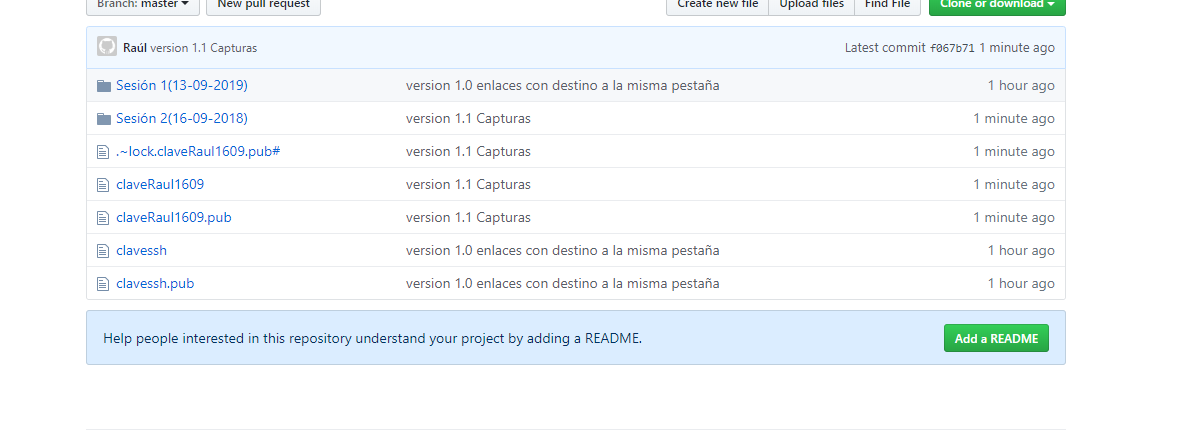 Branch: master New pull request Create new file Upload files Find File Clone or download
Raúl version 1.1 Capturas Latest commit f067b71 1 minute ago
Sesión 1(13-09-2019) version 1.0 enlaces con destino a la misma pestaña 1 hour ago
Sesión 2(16-09-2018) version 1.1 Capturas 1 minute ago
.~lock.claveRaul1609.pub# version 1.1 Capturas 1 minute ago
claveRaul1609 version 1.1 Capturas 1 minute ago
claveRaul1609.pub version 1.1 Capturas 1 minute ago
clavessh version 1.0 enlaces con destino a la misma pestaña 1 hour ago
clavessh.pub version 1.0 enlaces con destino a la misma pestaña 1 hour ago
Help people interested in this repository understand your project by adding a README. Add a README